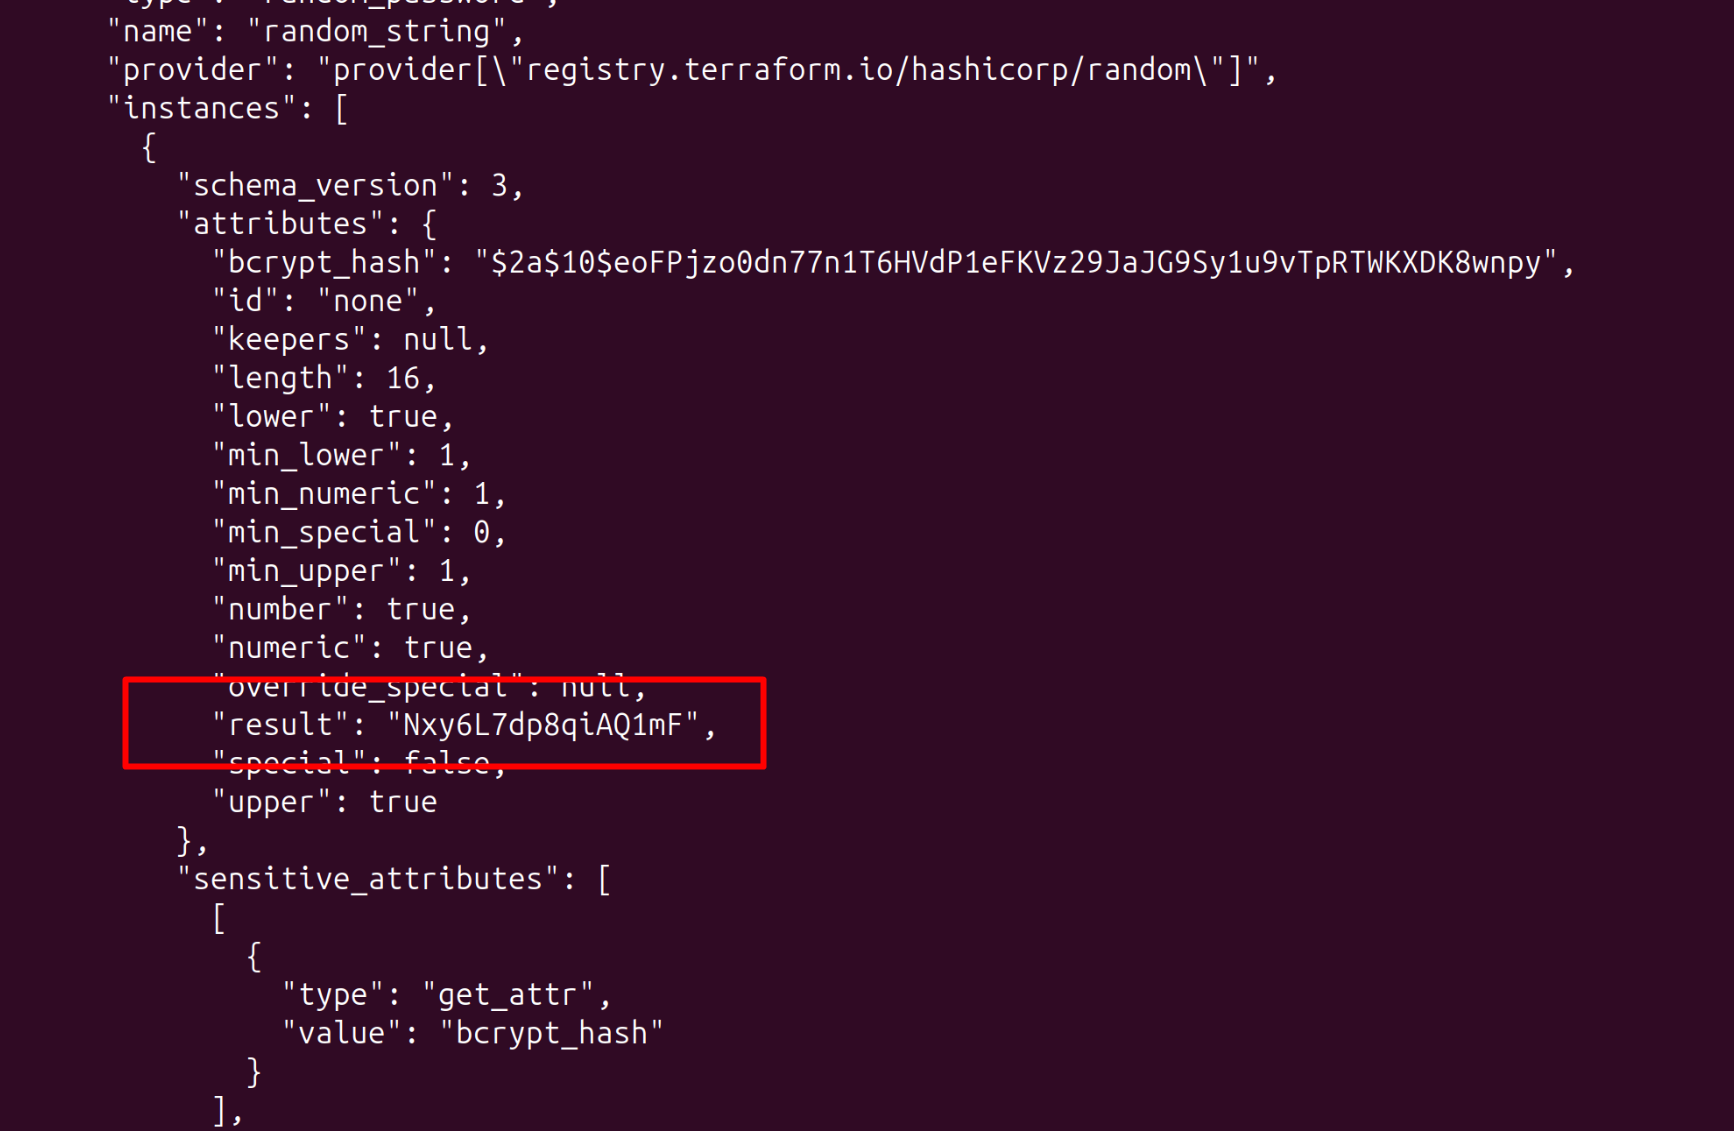 "type": "random_password",
"name": "random_string",
"provider": "provider[\"registry.terraform.io/hashicorp/random\"]",
"instances": [
{
"schema_version": 3,
"attributes": {
"bcrypt_hash": "$2a$10$eoFPjzo0dn77n1T6HVdP1eFKVz29JaJG9Sy1u9vTpRTWKXDK8wnpy",
"id": "none",
"keepers": null,
"length": 16,
"lower": true,
"min_lower": 1,
"min_numeric": 1,
"min_special": 0,
"min_upper": 1,
"number": true,
"numeric": true,
"override_special": null,
"result": "Nxy6L7dp8qiAQ1mF",
"special": false,
"upper": true
},
"sensitive_attributes": [
[
{
"type": "get_attr",
"value": "bcrypt_hash"
}
],